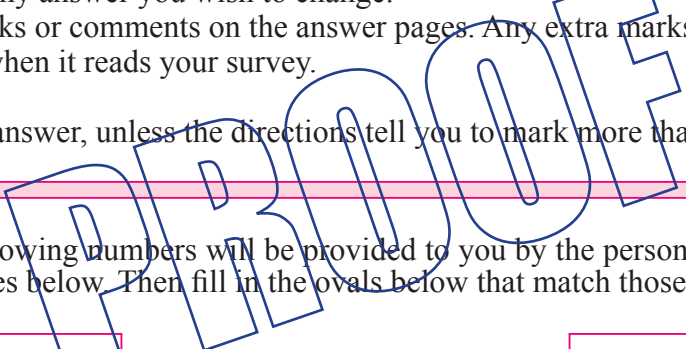 ny answer you wish to change.
ks or comments on the answer pages. Any extra marks
when it reads your survey.
answer, unless the directions tell you to mark more tha
owing numbers will be provided to you by the person
es below. Then fill in the ovals below that match those
PROOF